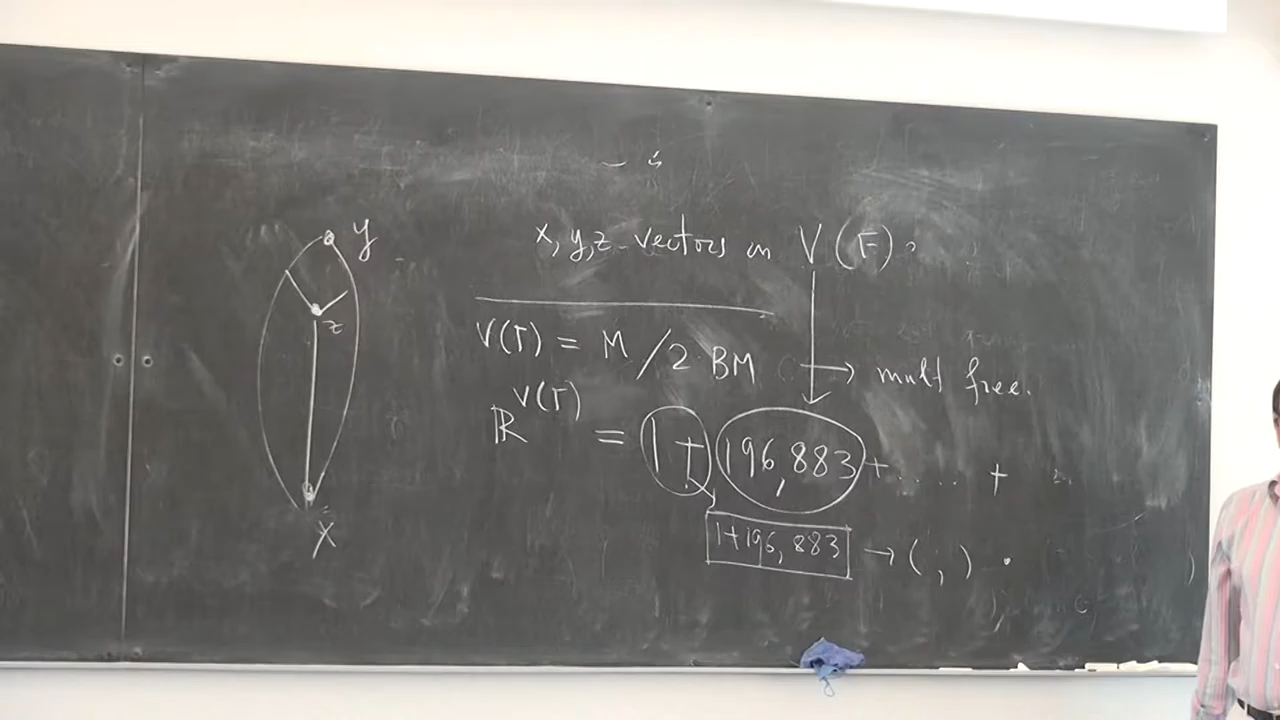 y
z
x
x, y, z - vectors in V(Γ)
V(Γ) = M / 2·BM → mult free.
ℝ^V(Γ) = 1 + 196,883 + ..... +
1+196,883 → ( , ) ·